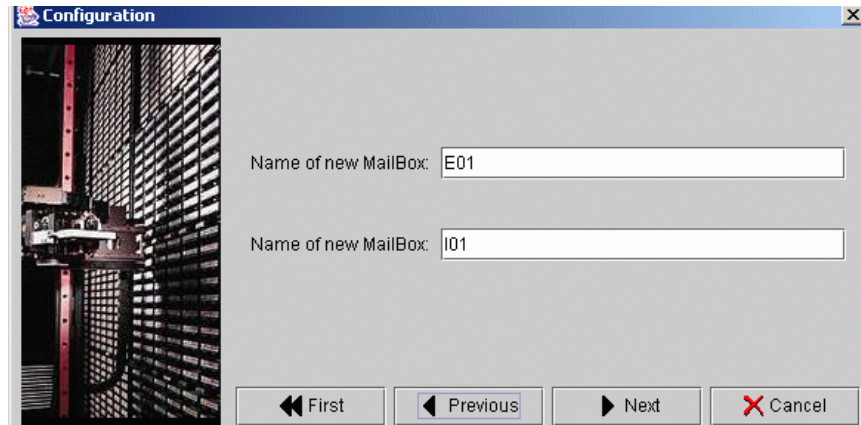 Configuration
Name of new MailBox: E01
Name of new MailBox: I01
First Previous Next Cancel